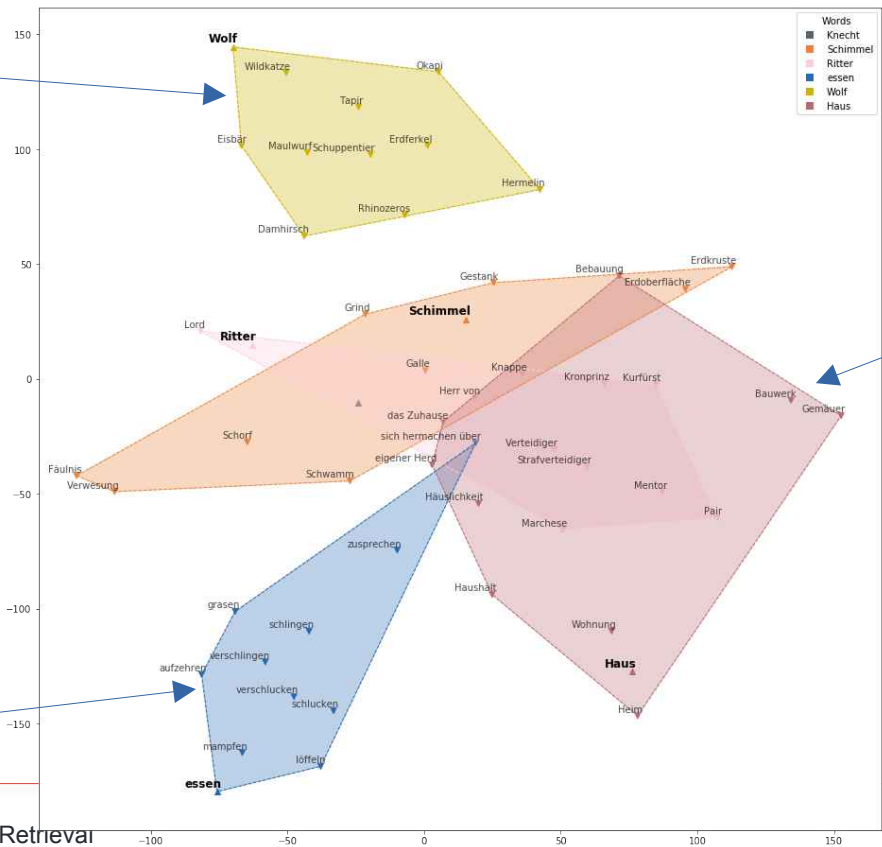 Words
Knecht
Schimmel
Ritter
essen
Wolf
Haus
150
Wolf
Wildkatze
Okapi
Tapir
100
Eisbär
Maulwurf
Schuppentier
Erdferkel
Hermelin
Rhinozeros
Damhirsch
50
Gestank
Bebauung
Erdkruste
Erdoberfläche
Grind
Schimmel
Lord
Ritter
0
Galle
Knappe
Kronprinz
Kurfürst
Herr von
Bauwerk
Gemäuer
das Zuhause
Schorf
sich hermachen über
Verteidiger
eigener Herd
Strafverteidiger
Fäulnis
Verwesung
Schwamm
−50
Häuslichkeit
Mentor
Pair
Marchese
zusprechen
Haushalt
−100
grasen
schlingen
Wohnung
verschlingen
aufzehren
Haus
verschlucken
−150
schlucken
Heim
mampfen
löffeln
essen
Retrieval
−100
−50
0
50
100
150